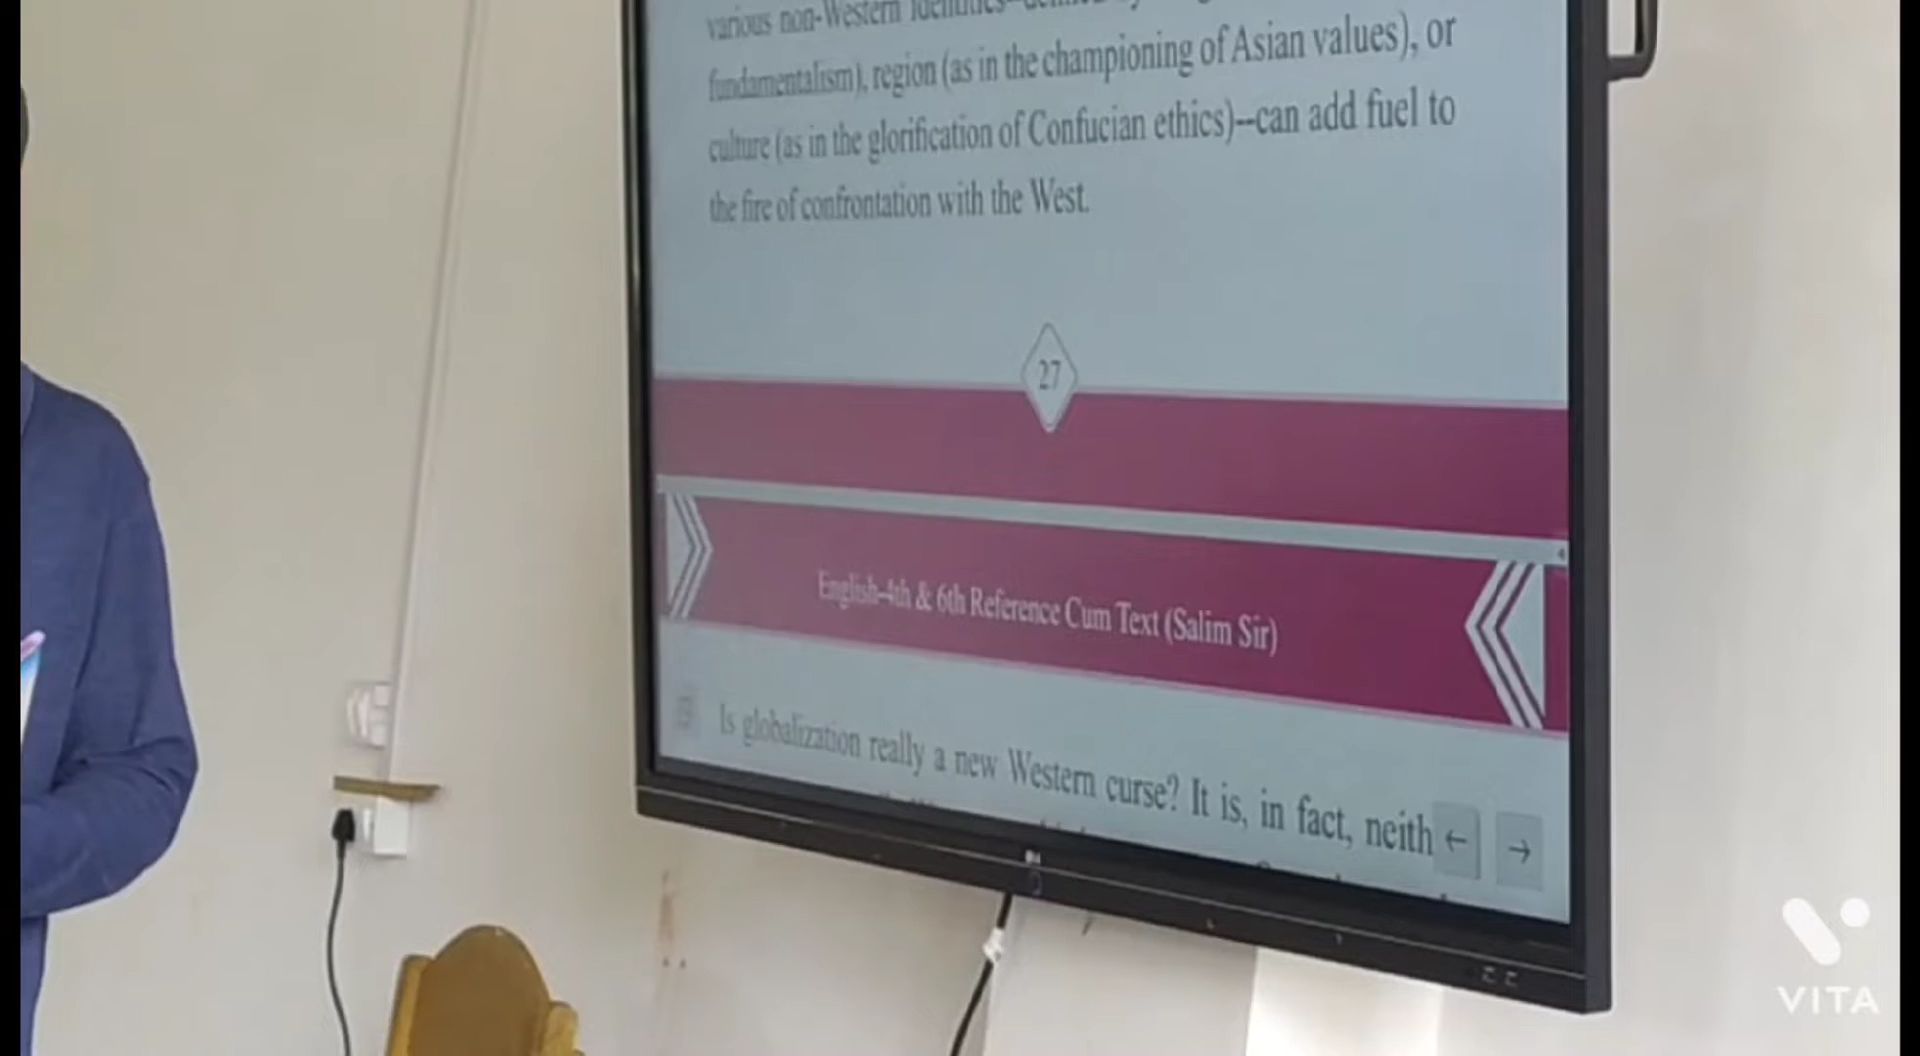 various non-Western
fundamentalism), region (as in the championing of Asian values), or
culture (as in the glorification of Confucian ethics)--can add fuel to
the fire of confrontation with the West.
27
English-4th & 6th Reference Cum Text (Salim Sir)
Is globalization really a new Western curse? It is, in fact, neith
← →
VITA